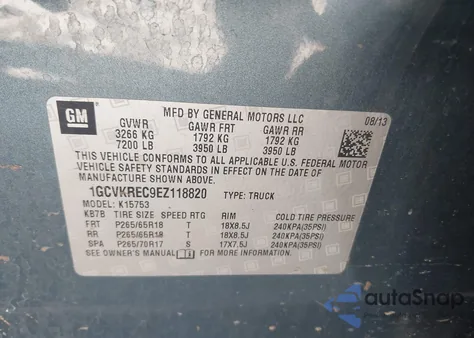 GM
MFD BY GENERAL MOTORS LLC
08/13
GVWR GAWR FRT GAWR RR
3266 KG 1792 KG 1792 KG
7200 LB 3950 LB 3950 LB
THIS VEHICLE CONFORMS TO ALL APPLICABLE U.S. FEDERAL MOTOR
VEHICLE SAFETY STANDARDS IN EFFECT ON THE DATE OF
MANUFACTURE SHOWN ABOVE.
1GCVKREC9EZ118820 TYPE: TRUCK
MODEL: K15753
KB7B TIRE SIZE SPEED RTG RIM COLD TIRE PRESSURE
FRT P265/65R18 T 18X8.5J 240KPA(35PSI)
RR P265/65R18 T 18X8.5J 240KPA(35PSI)
SPA P265/70R17 S 17X7.5J 240KPA(35PSI)
SEE OWNER'S MANUAL FOR MORE INFORMATION.
autoSnap